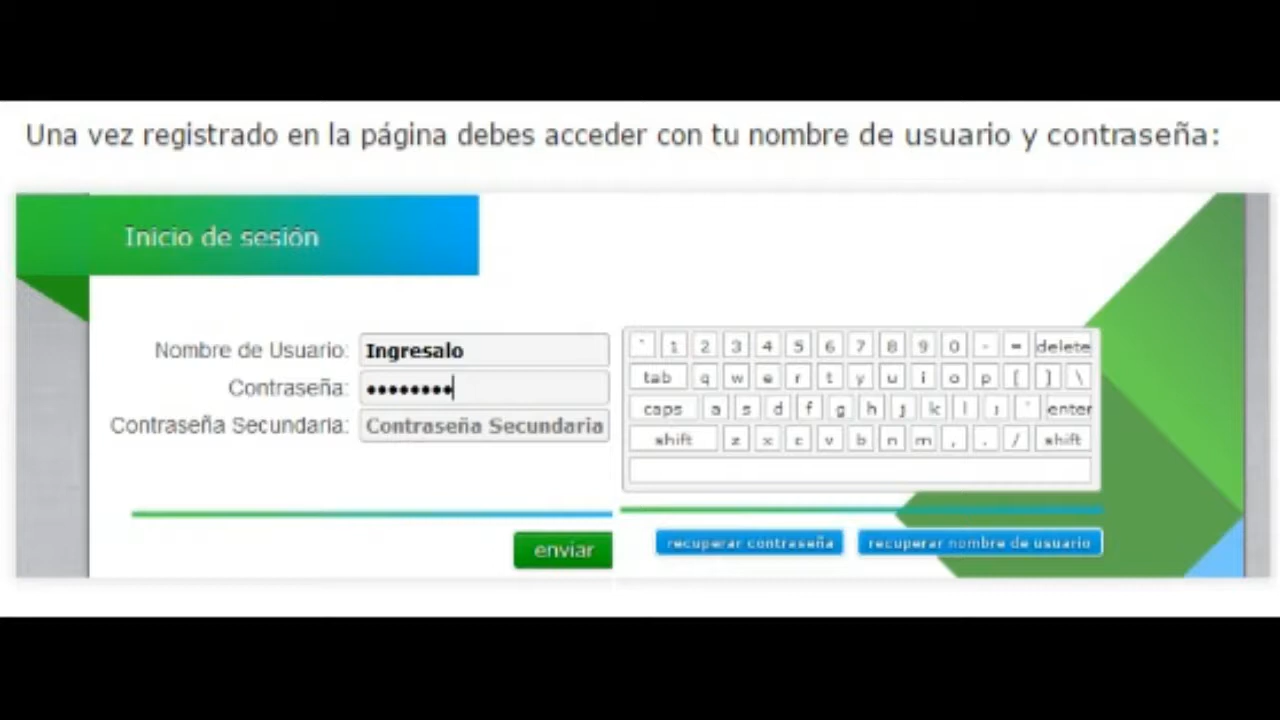 Una vez registrado en la página debes acceder con tu nombre de usuario y contraseña:
Inicio de sesión
Nombre de Usuario: Ingresalo
Contraseña: ••••••••
Contraseña Secundaria: Contraseña Secundaria
` 1 2 3 4 5 6 7 8 9 0 - = delete
tab q w e r t y u i o p [ ] \
caps a s d f g h j k l ; ' enter
shift z x c v b n m , . / shift
enviar
recuperar contraseña
recuperar nombre de usuario